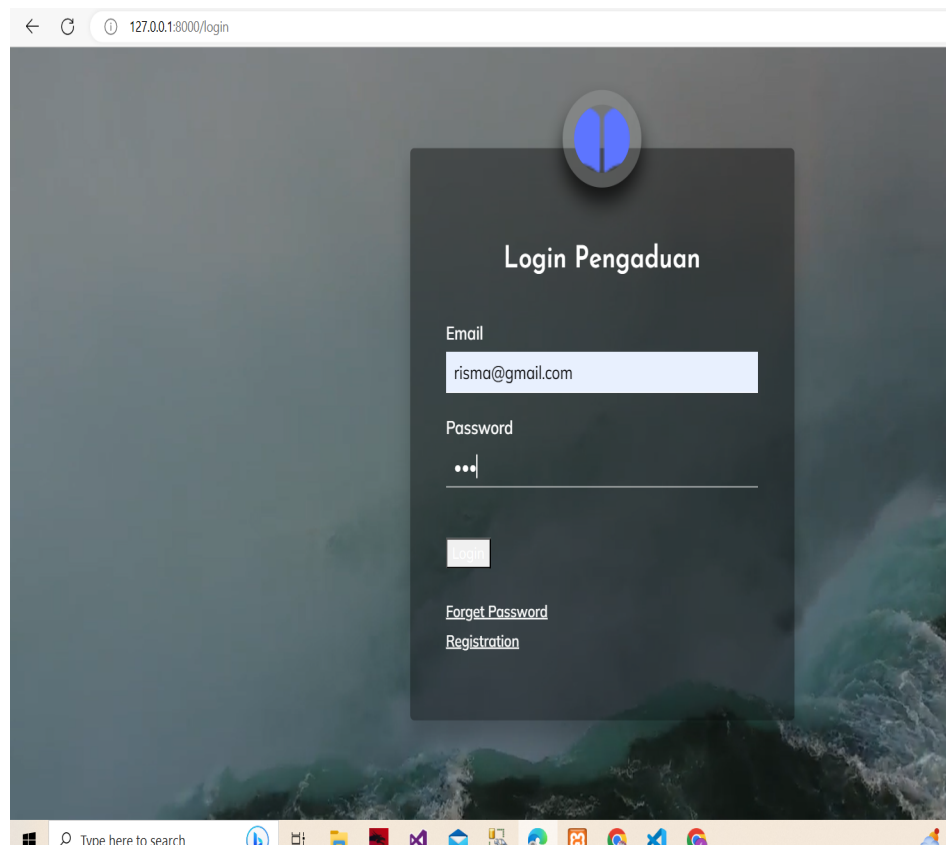 127.0.0.1:8000/login
Login Pengaduan
Email
risma@gmail.com
Password
Login
Forget Password
Registration
Type here to search